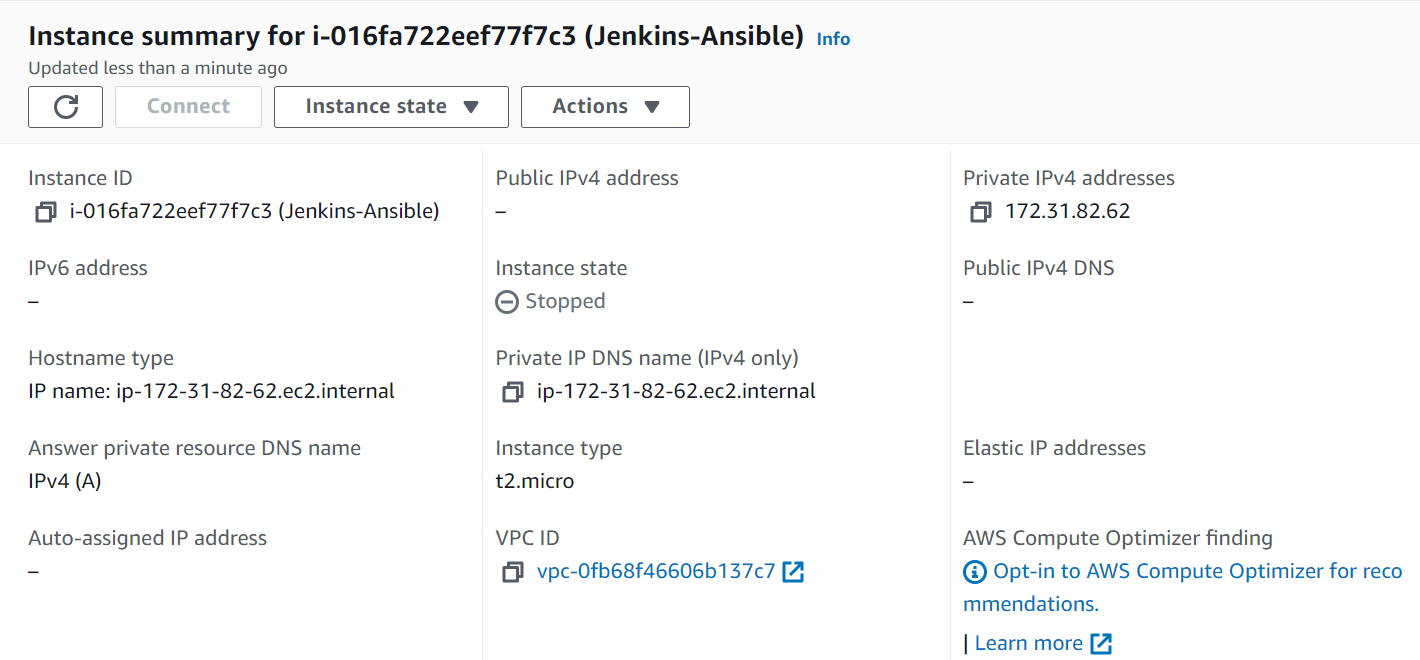 Instance summary for i-016fa722eef77f7c3 (Jenkins-Ansible) Info
Updated less than a minute ago
Connect
Instance state
Actions
Instance ID
i-016fa722eef77f7c3 (Jenkins-Ansible)
Public IPv4 address
–
Private IPv4 addresses
172.31.82.62
IPv6 address
–
Instance state
Stopped
Public IPv4 DNS
–
Hostname type
IP name: ip-172-31-82-62.ec2.internal
Private IP DNS name (IPv4 only)
ip-172-31-82-62.ec2.internal
Answer private resource DNS name
IPv4 (A)
Instance type
t2.micro
Elastic IP addresses
–
Auto-assigned IP address
–
VPC ID
vpc-0fb68f46606b137c7
AWS Compute Optimizer finding
Opt-in to AWS Compute Optimizer for reco
mmendations.
| Learn more